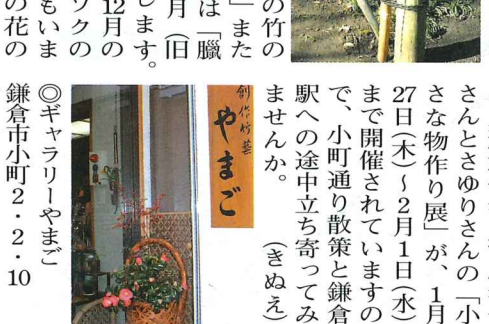 さんとさゆりさんの「小
さな物作り展」が、1月
27日(木)～2月1日(水)
まで開催されていますの
で、小町通り散策と鎌倉
駅への途中立ち寄ってみ
ませんか。　(きぬえ)
創作竹藝
やまご
◎ギャラリーやまご
鎌倉市小町2・2・10
の竹の
」また
は「臘
月(旧
します。
12月の
ソクの
もいま
の花の